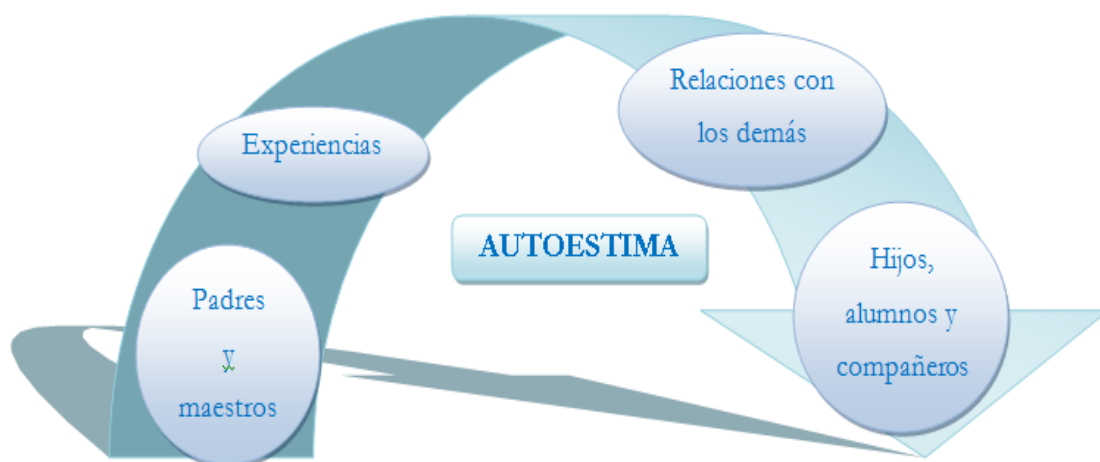 Padres
y
maestros
Experiencias
AUTOESTIMA
Relaciones con
los demás
Hijos,
alumnos y
compañeros